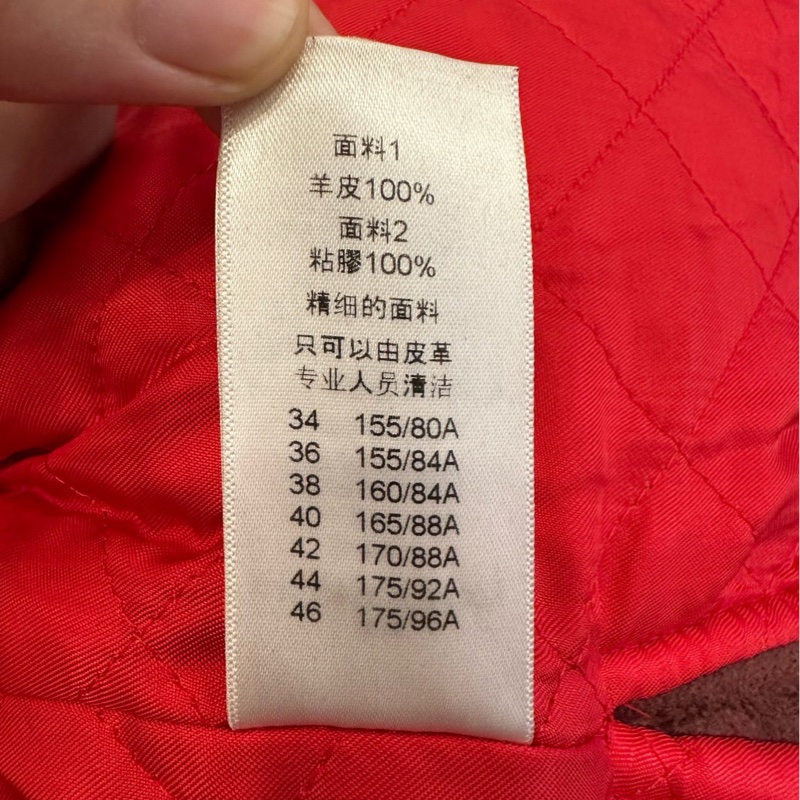 面料1
羊皮100%
面料2
粘膠100%
精细的面料
只可以由皮革
专业人员清洁
34 155/80A
36 155/84A
38 160/84A
40 165/88A
42 170/88A
44 175/92A
46 175/96A